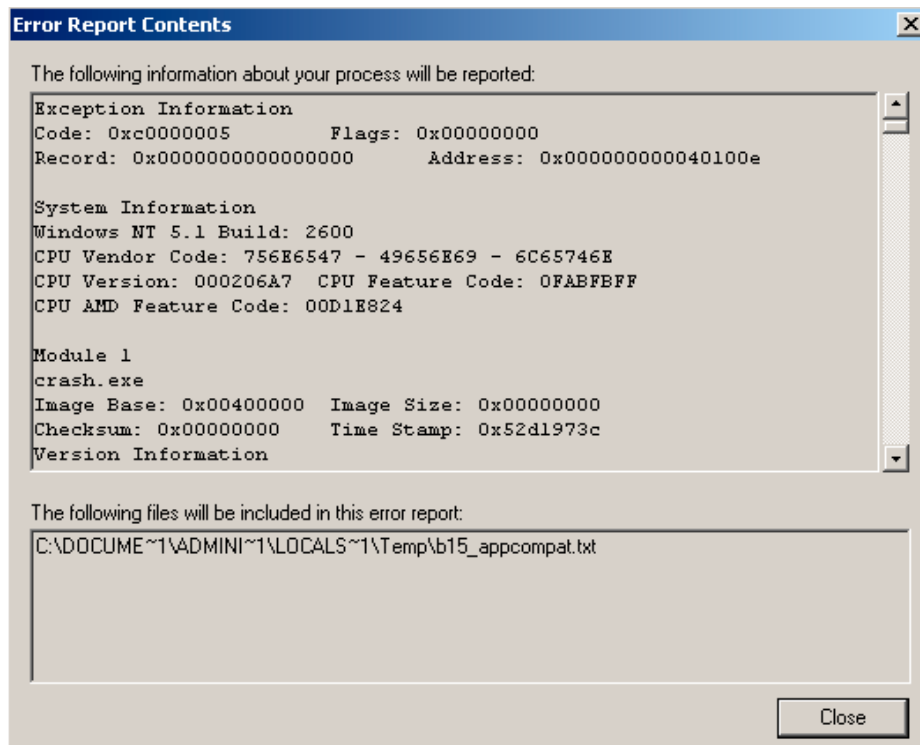 Error Report Contents
The following information about your process will be reported:
Exception Information
Code: 0xc0000005 Flags: 0x00000000
Record: 0x0000000000000000 Address: 0x000000000040100e
System Information
Windows NT 5.1 Build: 2600
CPU Vendor Code: 756E6547 - 49656E69 - 6C65746E
CPU Version: 000206A7 CPU Feature Code: 0FABFBFF
CPU AMD Feature Code: 00D1E824
Module 1
crash.exe
Image Base: 0x00400000 Image Size: 0x00000000
Checksum: 0x00000000 Time Stamp: 0x52d1973c
Version Information
The following files will be included in this error report:
C:\DOCUME~1\ADMINI~1\LOCALS~1\Temp\b15_appcompat.txt
Close